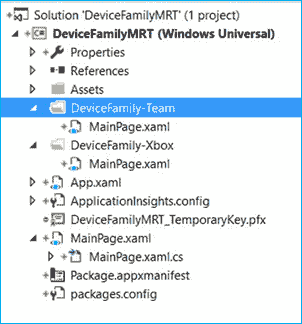 Solution 'DeviceFamilyMRT' (1 project)
DeviceFamilyMRT (Windows Universal)
Properties
References
Assets
DeviceFamily-Team
MainPage.xaml
DeviceFamily-Xbox
MainPage.xaml
App.xaml
ApplicationInsights.config
DeviceFamilyMRT_TemporaryKey.pfx
MainPage.xaml
MainPage.xaml.cs
Package.appxmanifest
packages.config